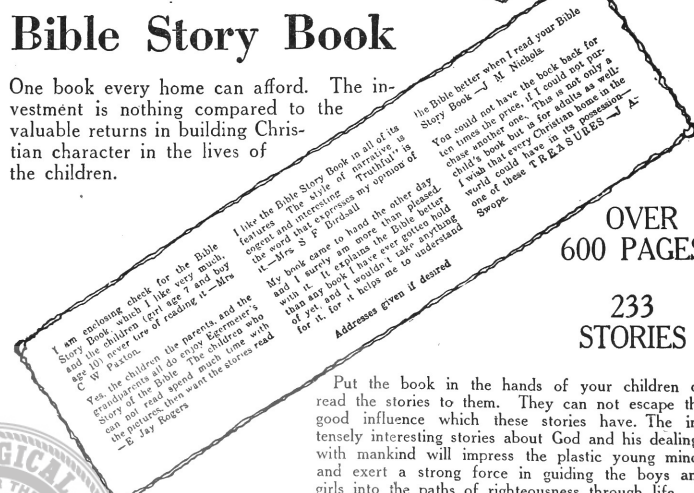 Bible Story Book
One book every home can afford. The in-
vestment is nothing compared to the
valuable returns in building Chris-
tian character in the lives of
the children.
I am enclosing check for the Bible
Story Book, which I like very much,
and the children (girl age 7 and boy
age 10) never tire of reading it—Mrs
C W Paxton.
Yes, the children the parents, and the
grandparents all do enjoy Egermeier's
Story of the Bible The children who
can not read spend much time with
the pictures, then want the stories read
—E Jay Rogers
I like the Bible Story Book in all of its
features The style of narrative is
cogent and interesting Truthful" is
the word that expresses my opinion of
it—Mrs S F Birdsall
My book came to hand the other day
and I surely am more than pleased
with it It explains the Bible better
than any book I have ever gotten hold
of yet, and I wouldn't take anything
for it, for it helps me to understand
the Bible better when I read your Bible
Story Book—J M Nichols
You could not have the bock back for
ten times the price, if I could not pur-
chase another one, This is not only a
child's book but is for adults as well-
I wish that every Christian home in the
world could have in its possession—
one of these TREASURES—J A-
Swope.
Addresses given if desired
OVER
600 PAGES
233
STORIES
Put the book in the hands of your children
read the stories to them. They can not escape
good influence which these stories have. The
tensely interesting stories about God and his
with mankind will impress the plastic young
and exert a strong force in guiding the boys
girls into the paths of righteousness through life
GICAL